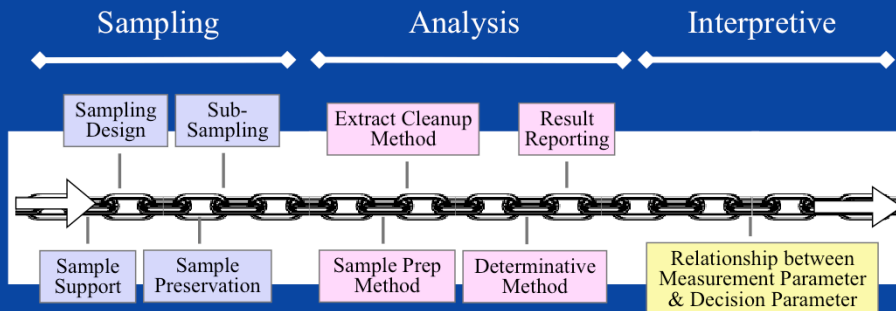 Sampling
Analysis
Interpretive
Sampling
Design
Sub-
Sampling
Extract Cleanup
Method
Result
Reporting
Sample
Support
Sample
Preservation
Sample Prep
Method
Determinative
Method
Relationship between
Measurement Parameter
& Decision Parameter